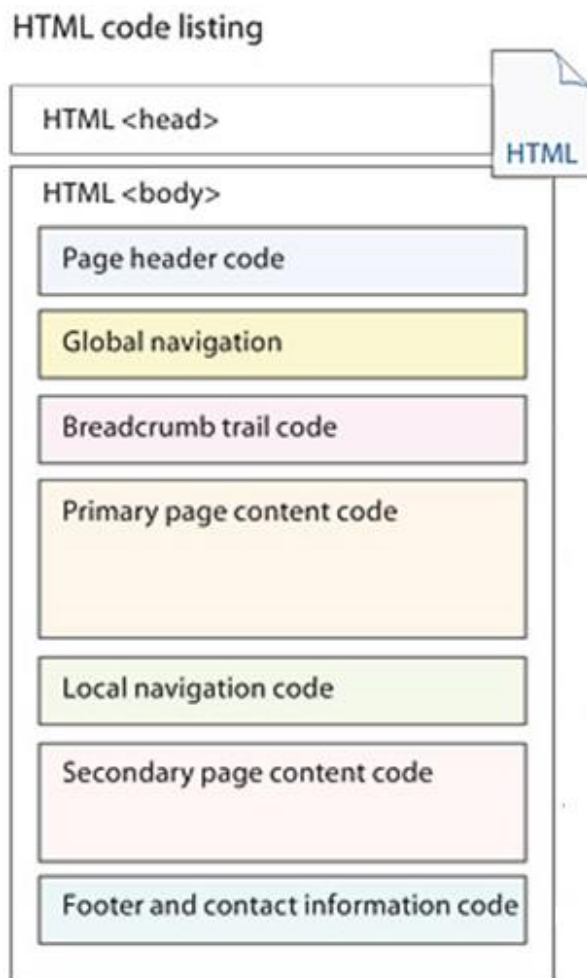 HTML code listing
HTML <head>
HTML
HTML <body>
Page header code
Global navigation
Breadcrumb trail code
Primary page content code
Local navigation code
Secondary page content code
Footer and contact information code